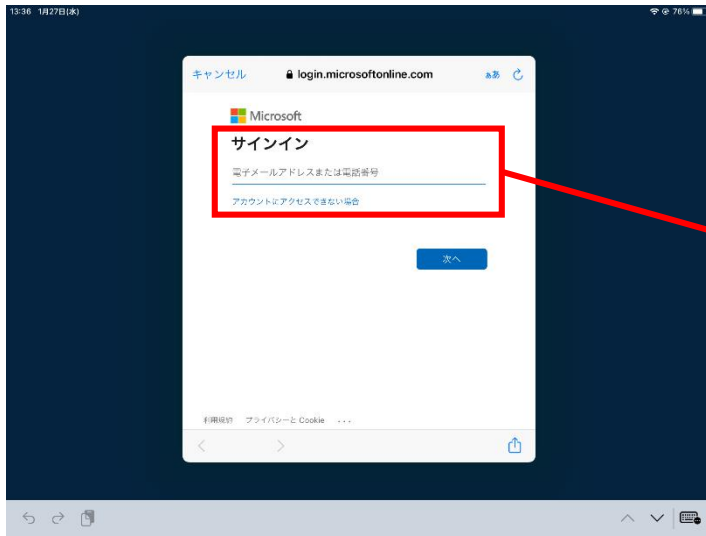 13:36 1月27日(水)
76%
キャンセル
login.microsoftonline.com
ぁあ
Microsoft
サインイン
電子メールアドレスまたは電話番号
アカウントにアクセスできない場合
次へ
利用規約 プライバシーと Cookie ...